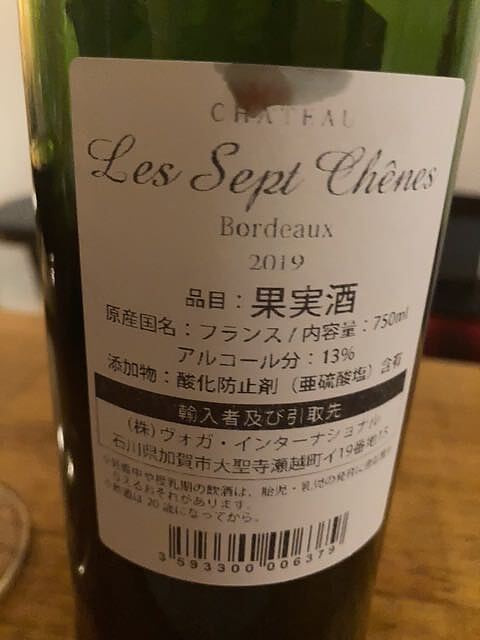 CHATEAU
Les Sept Chênes
Bordeaux
2019
品目：果実酒
原産国名：フランス / 内容量：750ml
アルコール分：13%
添加物：酸化防止剤（亜硫酸塩）含有
輸入者及び引取先
(株)ヴォガ・インターナショナル
石川県加賀市大聖寺瀬越町イ19番地15
○妊娠中や授乳期の飲酒は、胎児・乳児の発育に悪影響を
与えるおそれがあります。
○飲酒は 20 歳になってから。
3 593300 006379